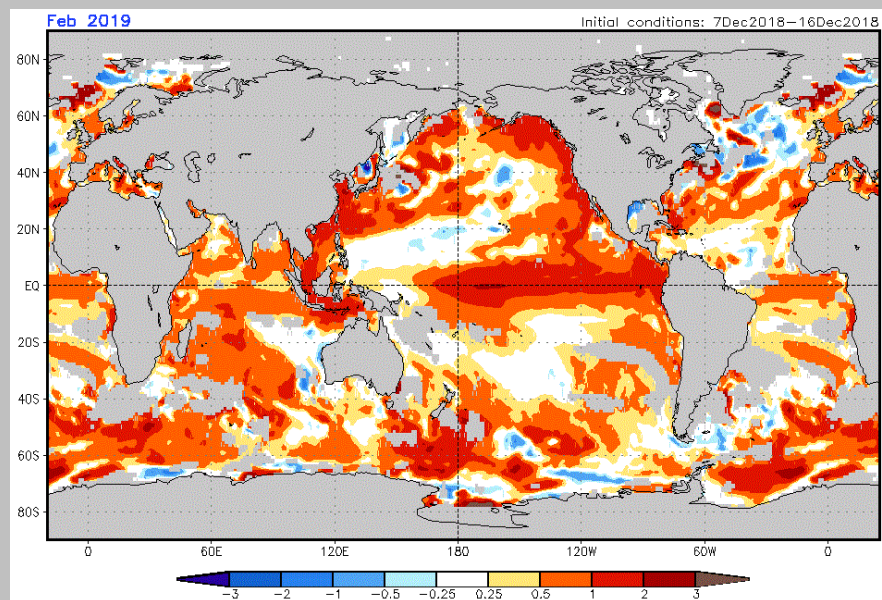 Feb 2019
Initial conditions: 7Dec2018−16Dec2018
80N
60N
40N
20N
EQ
20S
40S
60S
80S
0 60E 120E 180 120W 60W 0
−3 −2 −1 −0.5 −0.25 0.25 0.5 1 2 3